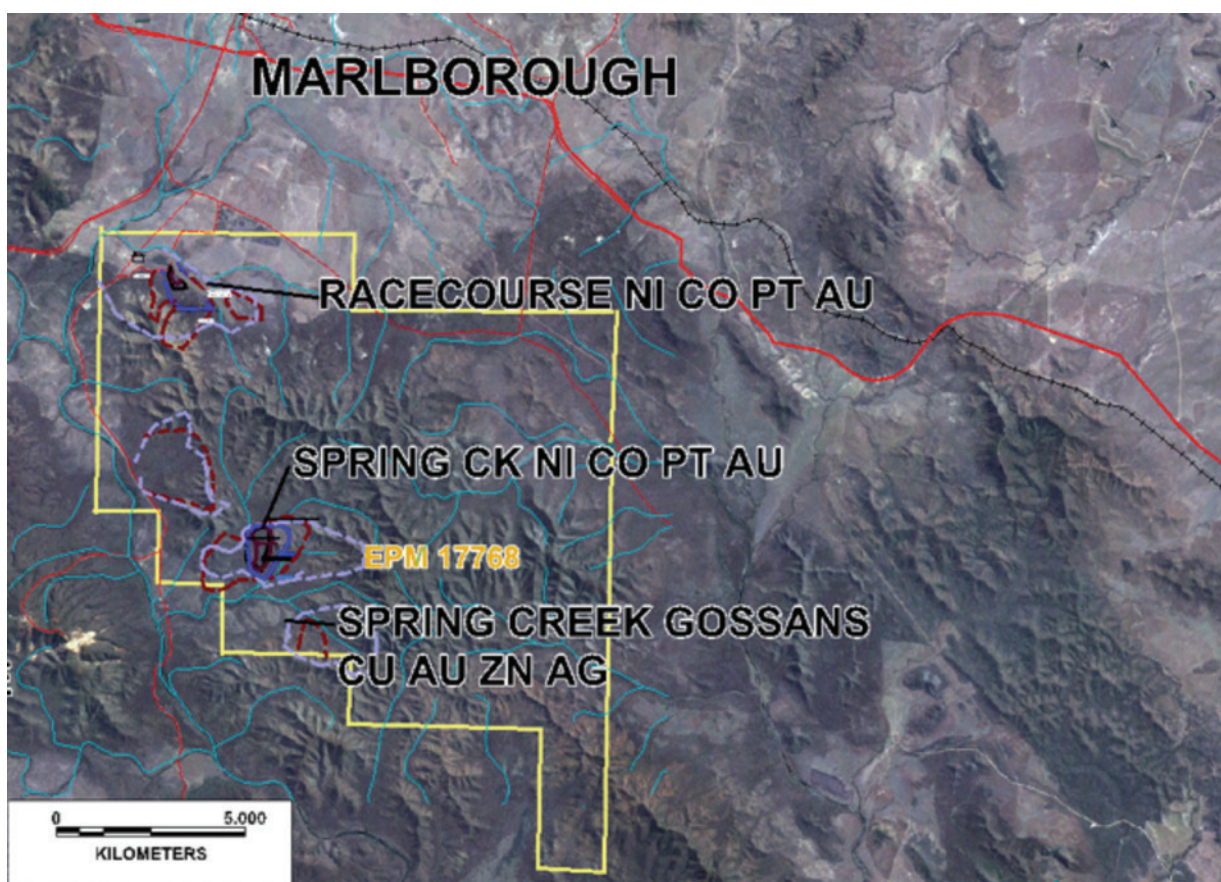 MARLBOROUGH
RACECOURSE NI CO PT AU
SPRING CK NI CO PT AU
EPM 17768
SPRING CREEK GOSSANS
CU AU ZN AG
0 5.000
KILOMETERS